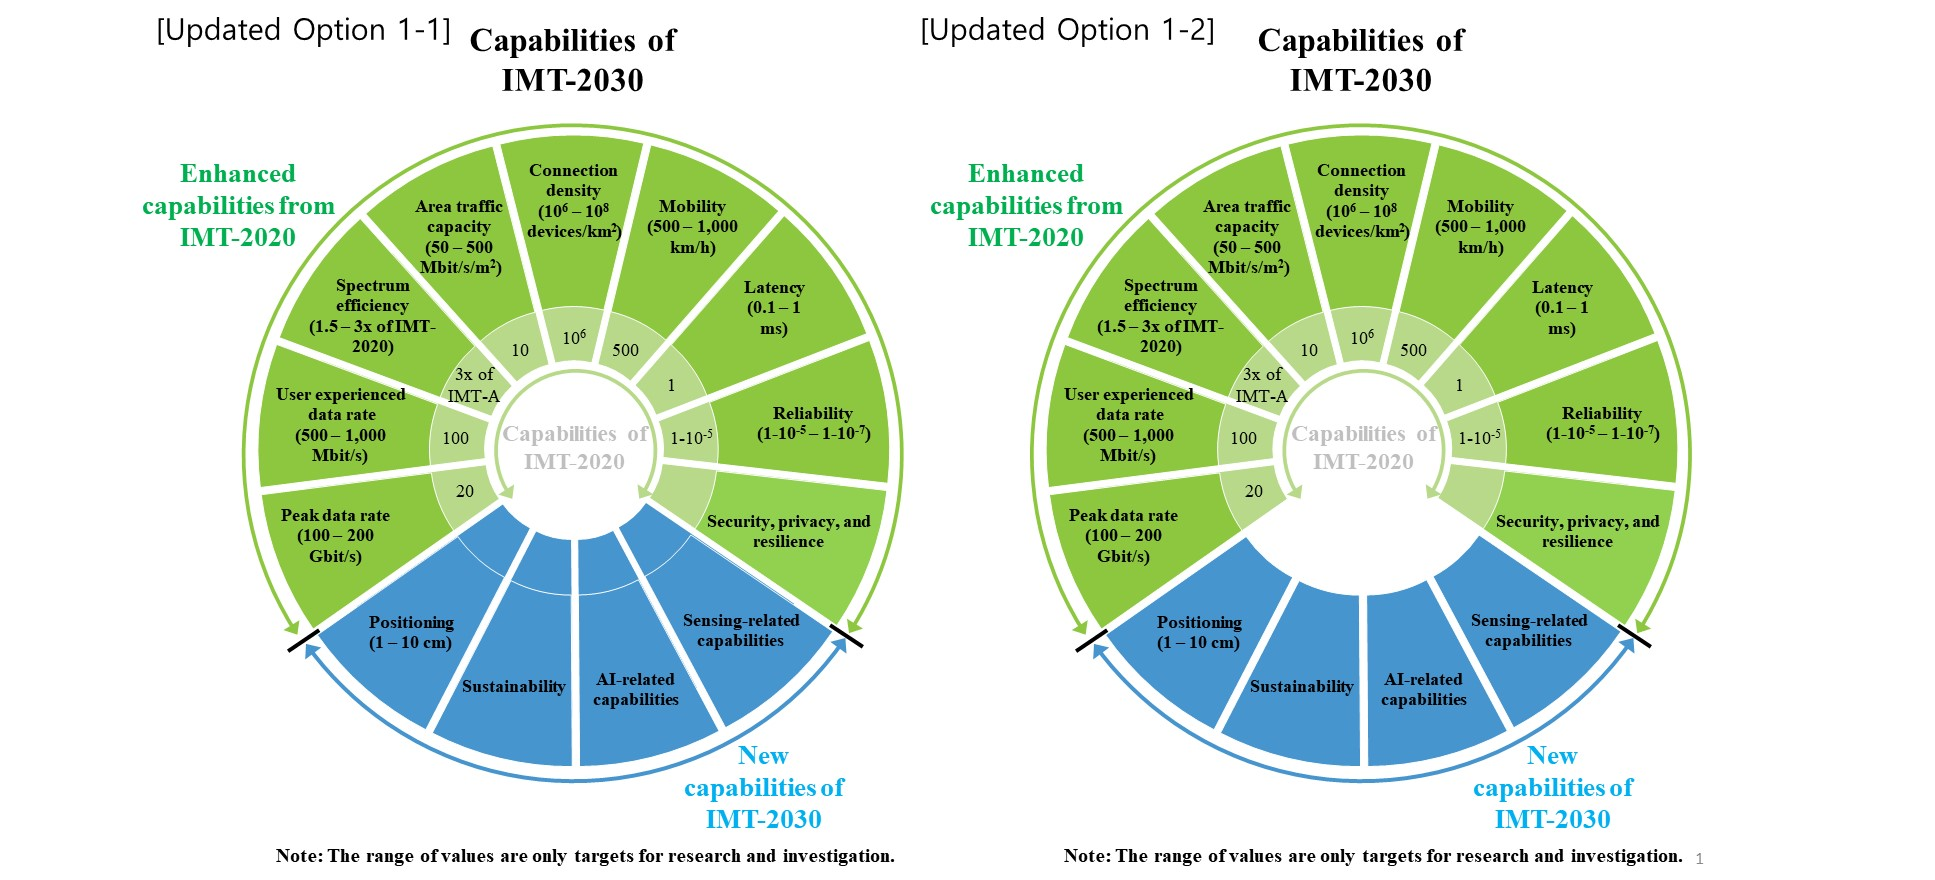 [Updated Option 1-1]
Capabilities of
IMT-2030
Enhanced
capabilities from
IMT-2020
Connection
density
(10⁶ – 10⁸
devices/km²)
Area traffic
capacity
(50 – 500
Mbit/s/m²)
Mobility
(500 – 1,000
km/h)
Spectrum
efficiency
(1.5 – 3x of IMT-
2020)
Latency
(0.1 – 1
ms)
User experienced
data rate
(500 – 1,000
Mbit/s)
Reliability
(1-10⁻⁵ – 1-10⁻⁷)
Peak data rate
(100 – 200
Gbit/s)
Security, privacy, and
resilience
10
10⁶
500
3x of
IMT-A
1
100
1-10⁻⁵
20
Capabilities of
IMT-2020
Positioning
(1 – 10 cm)
Sustainability
AI-related
capabilities
Sensing-related
capabilities
New
capabilities of
IMT-2030
Note: The range of values are only targets for research and investigation.
[Updated Option 1-2]
Capabilities of
IMT-2030
Enhanced
capabilities from
IMT-2020
Connection
density
(10⁶ – 10⁸
devices/km²)
Area traffic
capacity
(50 – 500
Mbit/s/m²)
Mobility
(500 – 1,000
km/h)
Spectrum
efficiency
(1.5 – 3x of IMT-
2020)
Latency
(0.1 – 1
ms)
User experienced
data rate
(500 – 1,000
Mbit/s)
Reliability
(1-10⁻⁵ – 1-10⁻⁷)
Peak data rate
(100 – 200
Gbit/s)
Security, privacy, and
resilience
10
10⁶
500
3x of
IMT-A
1
100
1-10⁻⁵
20
Capabilities of
IMT-2020
Positioning
(1 – 10 cm)
Sustainability
AI-related
capabilities
Sensing-related
capabilities
New
capabilities of
IMT-2030
Note: The range of values are only targets for research and investigation.
1